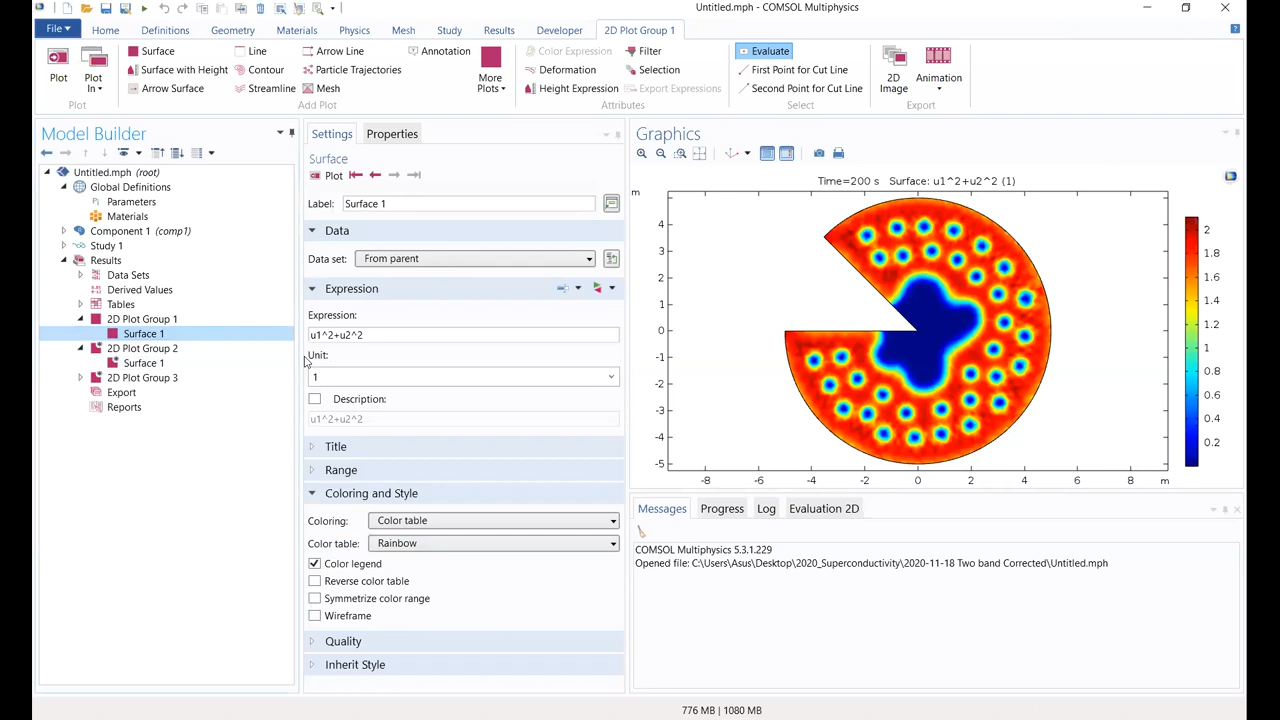 Untitled.mph - COMSOL Multiphysics
File
Home
Definitions
Geometry
Materials
Physics
Mesh
Study
Results
Developer
2D Plot Group 1
Plot
Plot In
Plot
Surface
Surface with Height
Arrow Surface
Line
Contour
Streamline
Arrow Line
Particle Trajectories
Mesh
Annotation
More Plots
Add Plot
Color Expression
Deformation
Height Expression
Filter
Selection
Export Expressions
Attributes
Evaluate
First Point for Cut Line
Second Point for Cut Line
Select
2D Image
Animation
Export
Model Builder
Untitled.mph (root)
Global Definitions
Parameters
Materials
Component 1 (comp1)
Study 1
Results
Data Sets
Derived Values
Tables
2D Plot Group 1
Surface 1
2D Plot Group 2
Surface 1
2D Plot Group 3
Export
Reports
Settings
Properties
Surface
Plot
Label:
Surface 1
Data
Data set:
From parent
Expression
Expression:
u1^2+u2^2
Unit:
1
Description:
u1^2+u2^2
Title
Range
Coloring and Style
Coloring:
Color table
Color table:
Rainbow
Color legend
Reverse color table
Symmetrize color range
Wireframe
Quality
Inherit Style
Graphics
Time=200 s Surface: u1^2+u2^2 (1)
m
4
3
2
1
0
-1
-2
-3
-4
-5
-8
-6
-4
-2
0
2
4
6
8
m
2
1.8
1.6
1.4
1.2
1
0.8
0.6
0.4
0.2
Messages
Progress
Log
Evaluation 2D
COMSOL Multiphysics 5.3.1.229
Opened file: C:\Users\Asus\Desktop\2020_Superconductivity\2020-11-18 Two band Corrected\Untitled.mph
776 MB | 1080 MB